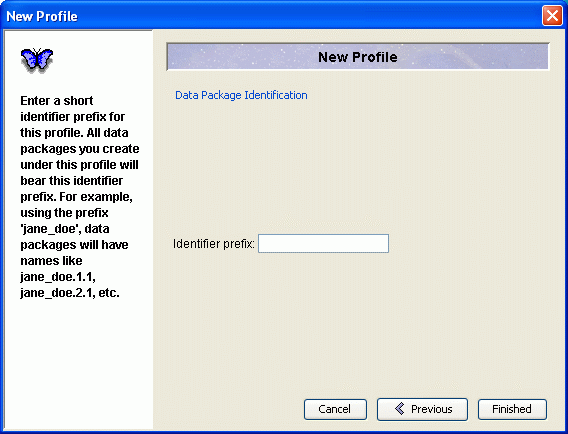 New Profile
New Profile
Enter a short
identifier prefix for
this profile. All data
packages you create
under this profile will
bear this identifier
prefix. For example,
using the prefix
'jane_doe', data
packages will have
names like
jane_doe.1.1,
jane_doe.2.1, etc.
Data Package Identification
Identifier prefix:
Cancel
Previous
Finished